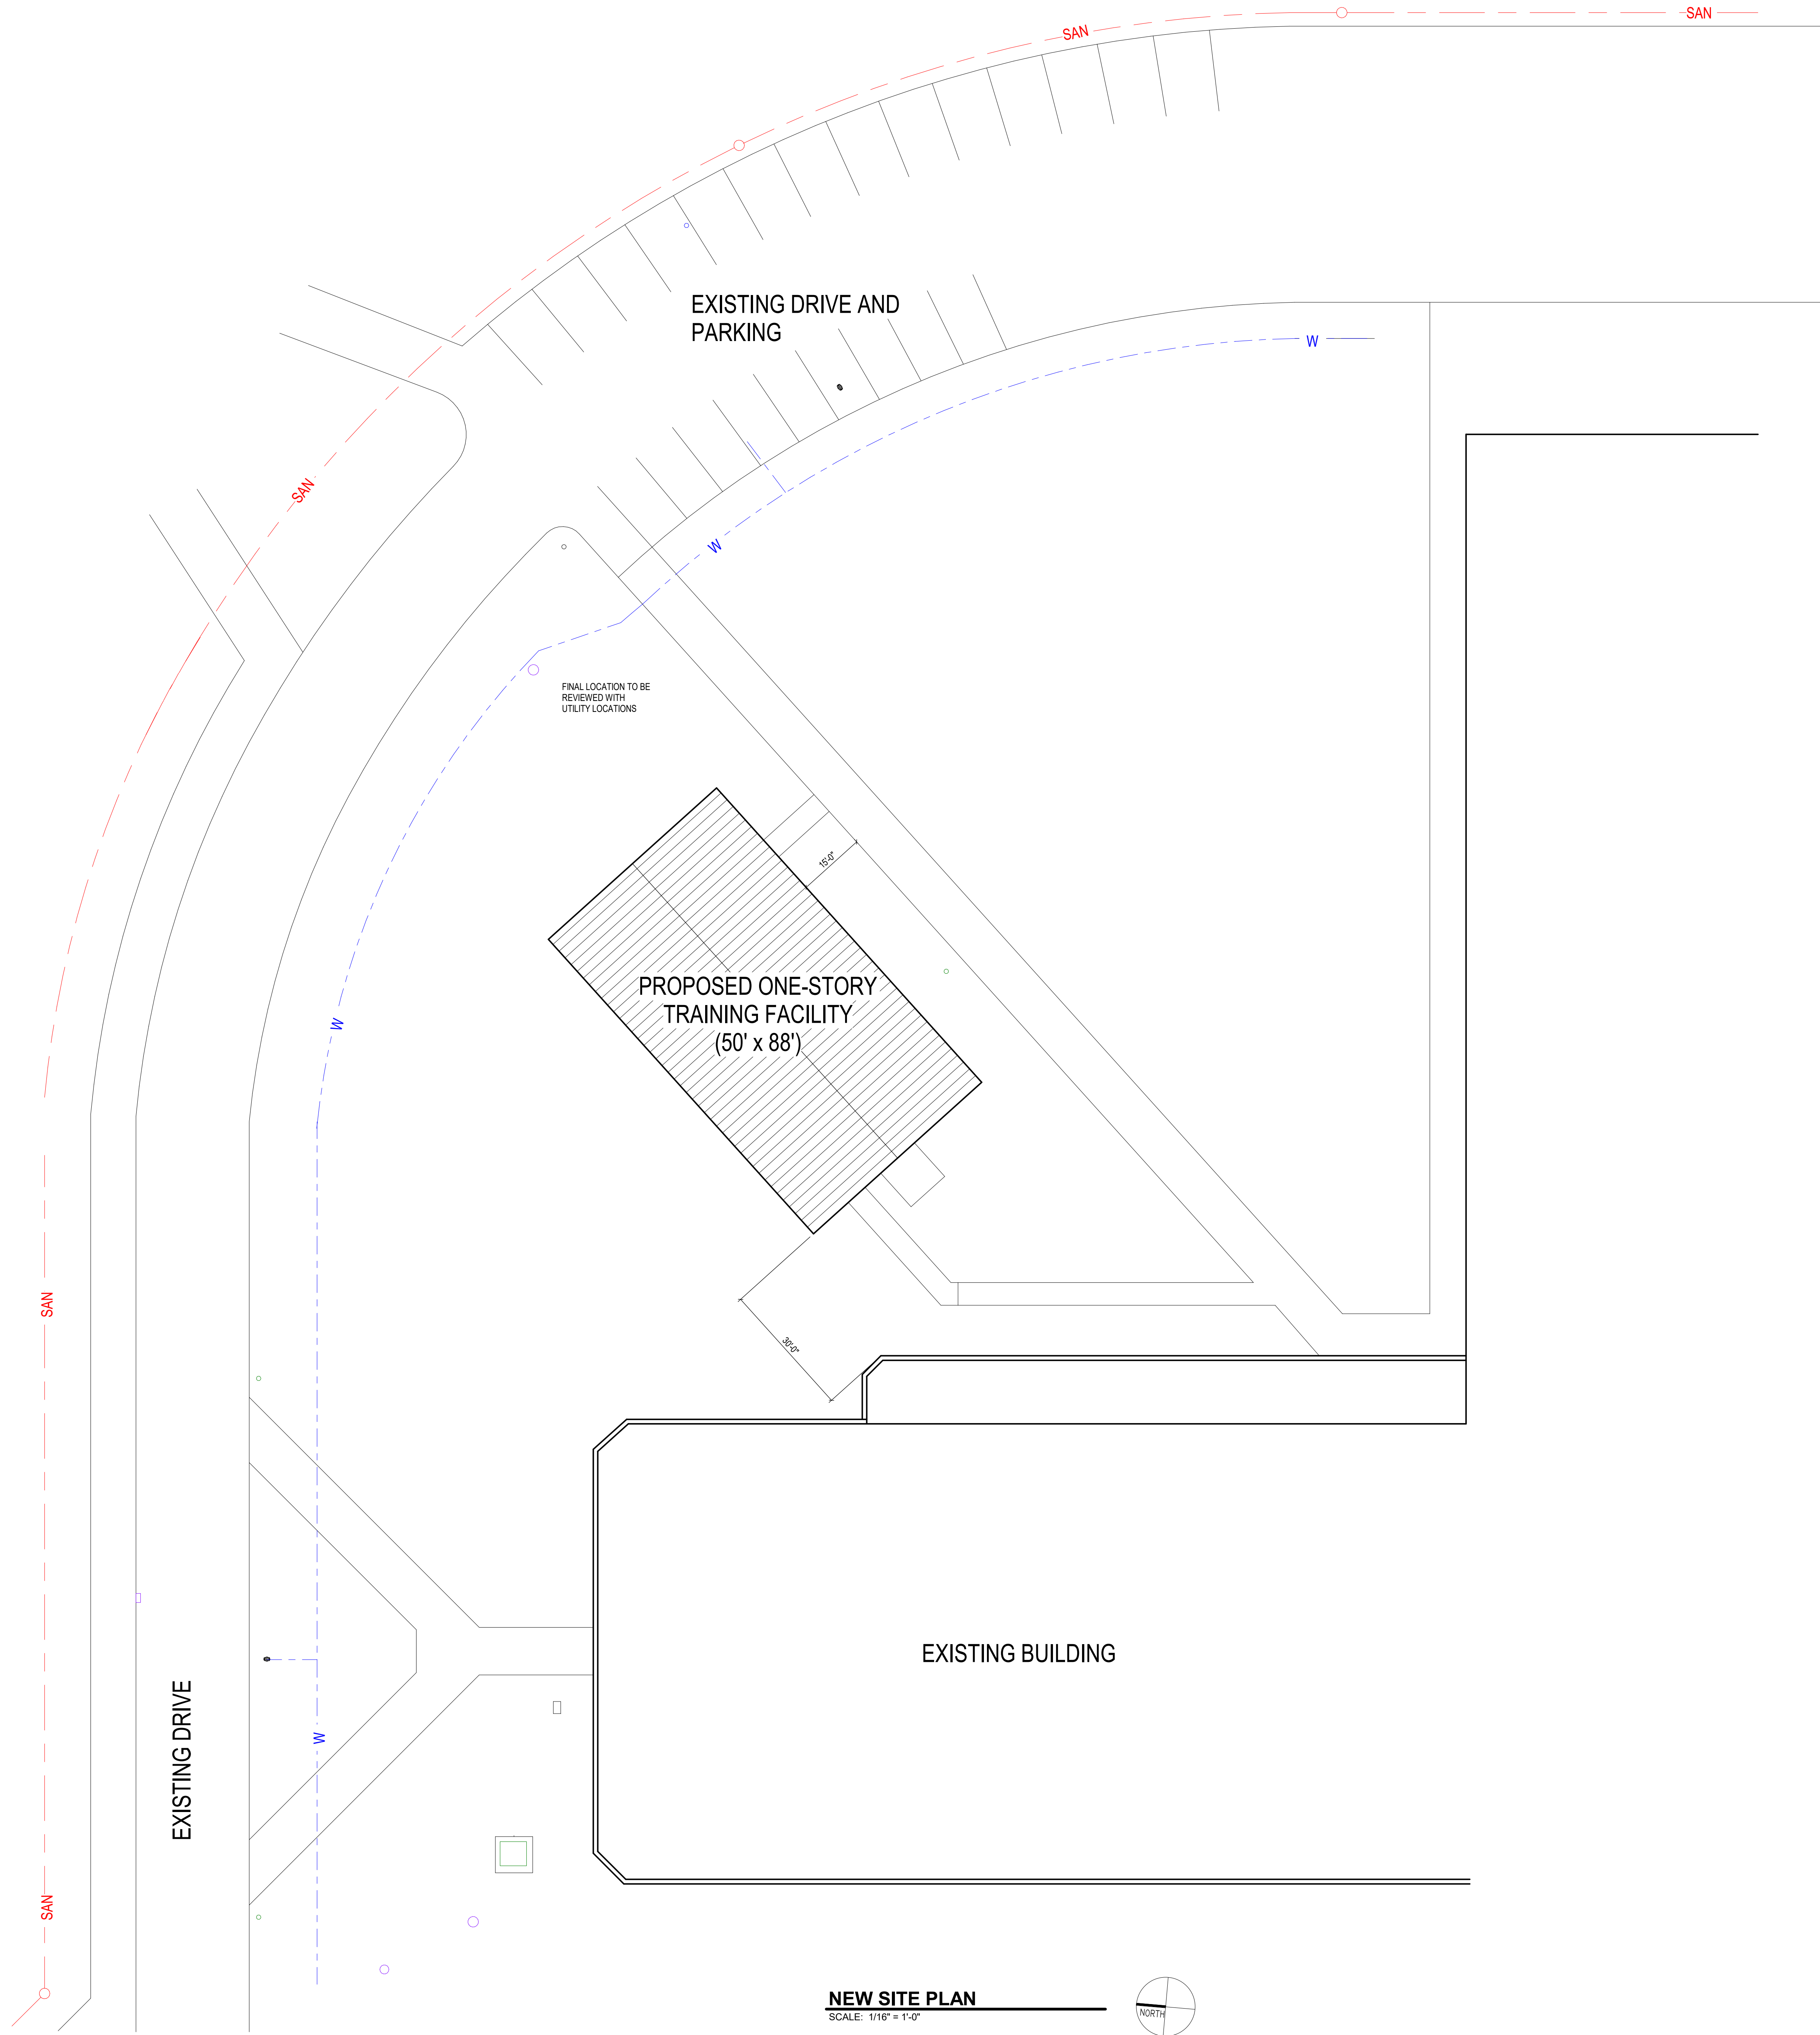 SAN
SAN
EXISTING DRIVE AND
PARKING
W
SAN
W
FINAL LOCATION TO BE
REVIEWED WITH
UTILITY LOCATIONS
15'-0"
PROPOSED ONE-STORY
TRAINING FACILITY
(50' x 88')
W
SAN
30'-0"
EXISTING BUILDING
EXISTING DRIVE
W
SAN
NEW SITE PLAN
SCALE: 1/16" = 1'-0"
NORTH